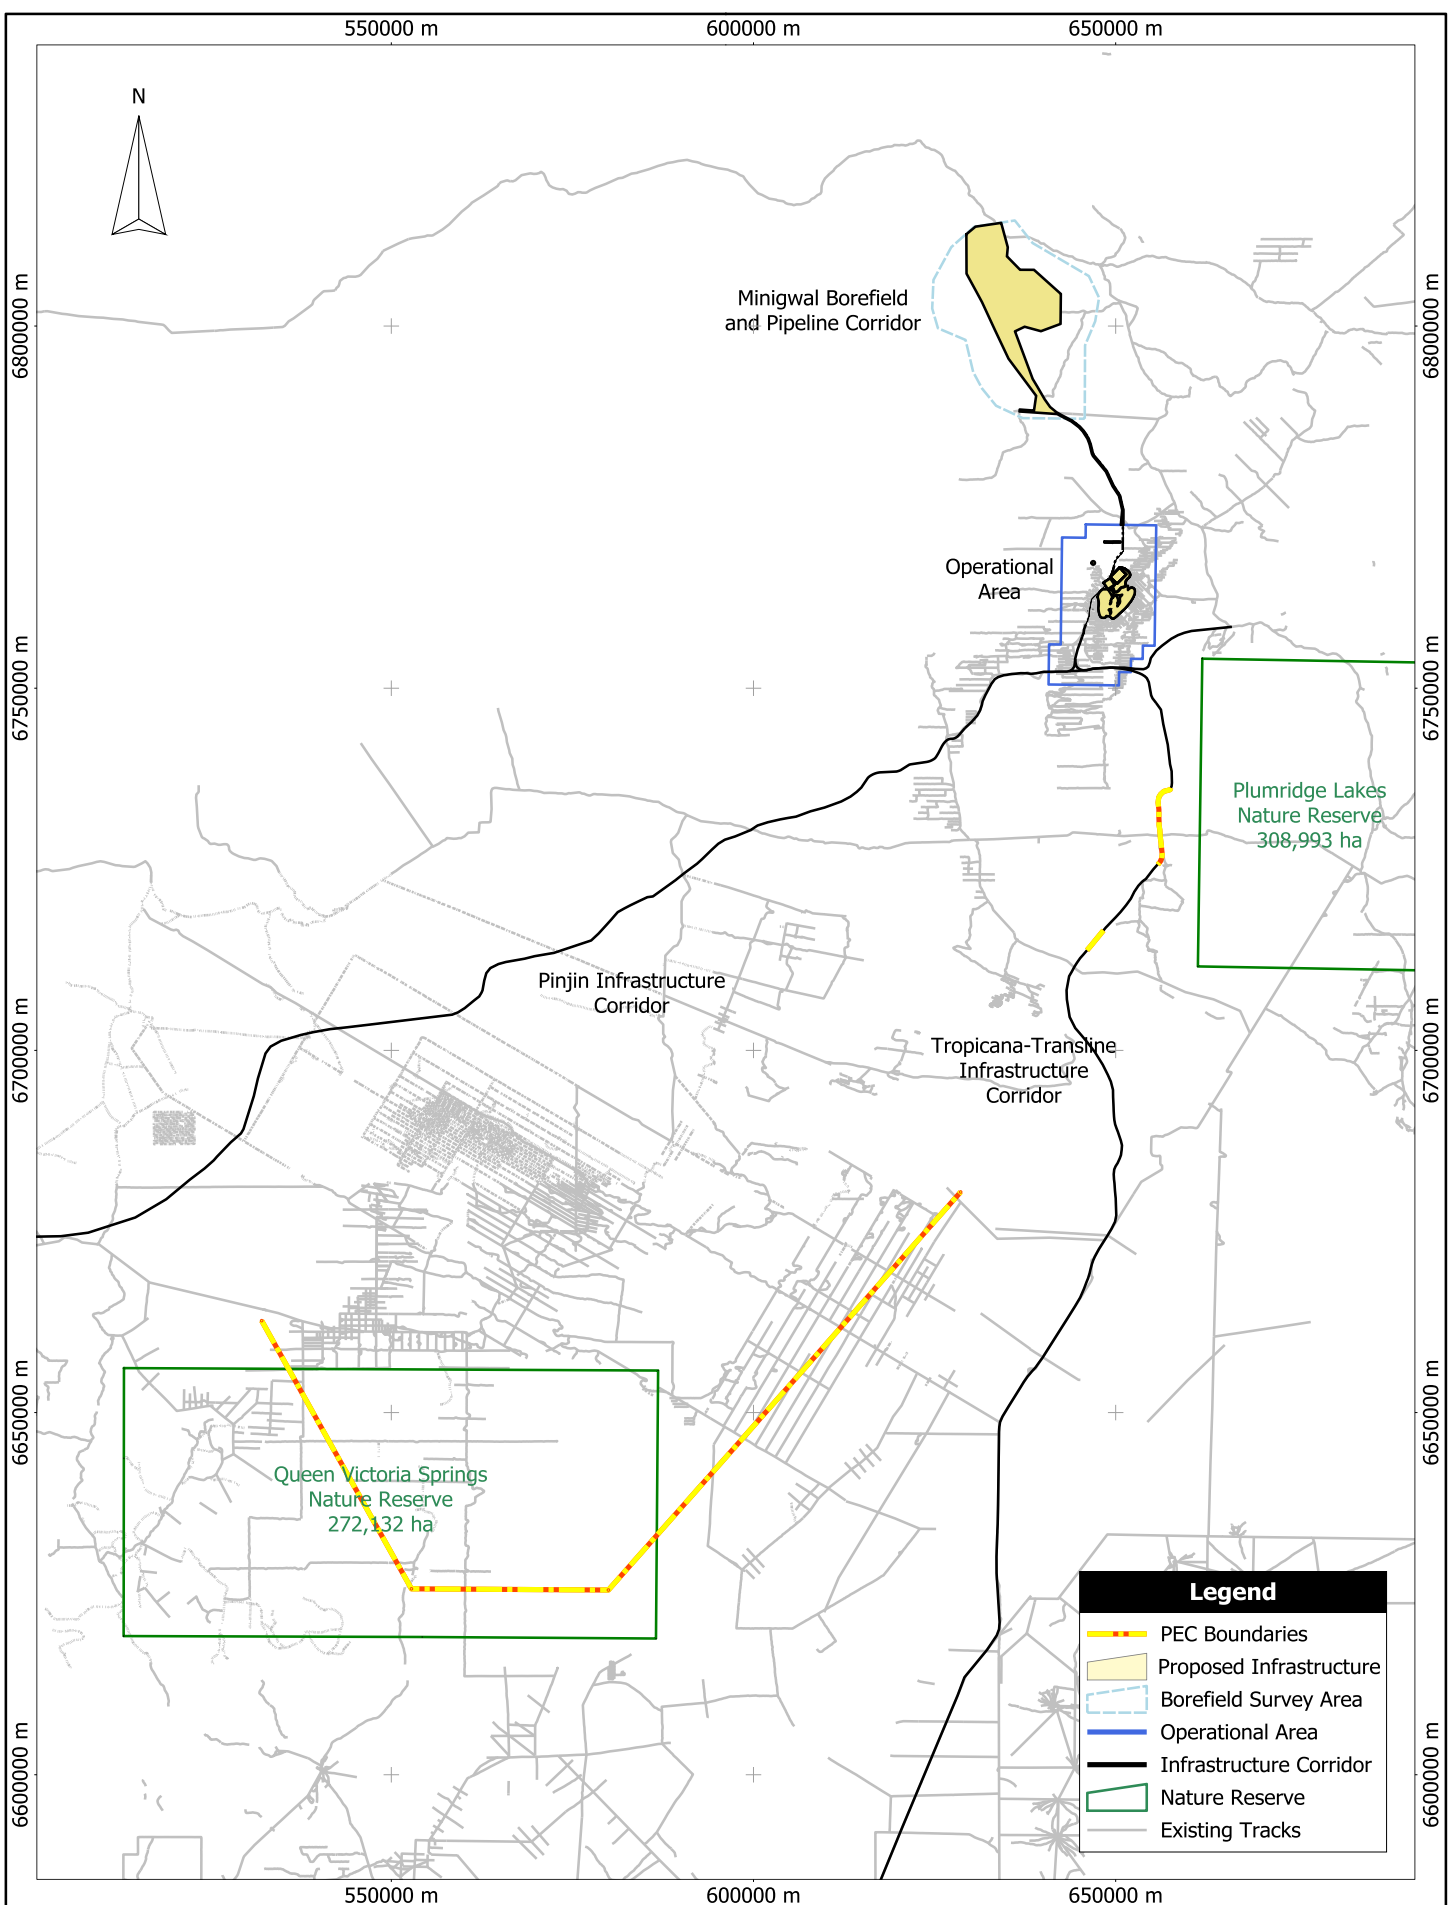 550000 m
600000 m
650000 m
N
Minigwal Borefield
and Pipeline Corridor
6800000 m
6800000 m
Operational
Area
6750000 m
6750000 m
Plumridge Lakes
Nature Reserve
308,993 ha
Pinjin Infrastructure
Corridor
Tropicana-Transline
Infrastructure
Corridor
6700000 m
6700000 m
6650000 m
6650000 m
Queen Victoria Springs
Nature Reserve
272,132 ha
Legend
PEC Boundaries
Proposed Infrastructure
Borefield Survey Area
Operational Area
Infrastructure Corridor
Nature Reserve
Existing Tracks
6600000 m
6600000 m
550000 m
600000 m
650000 m